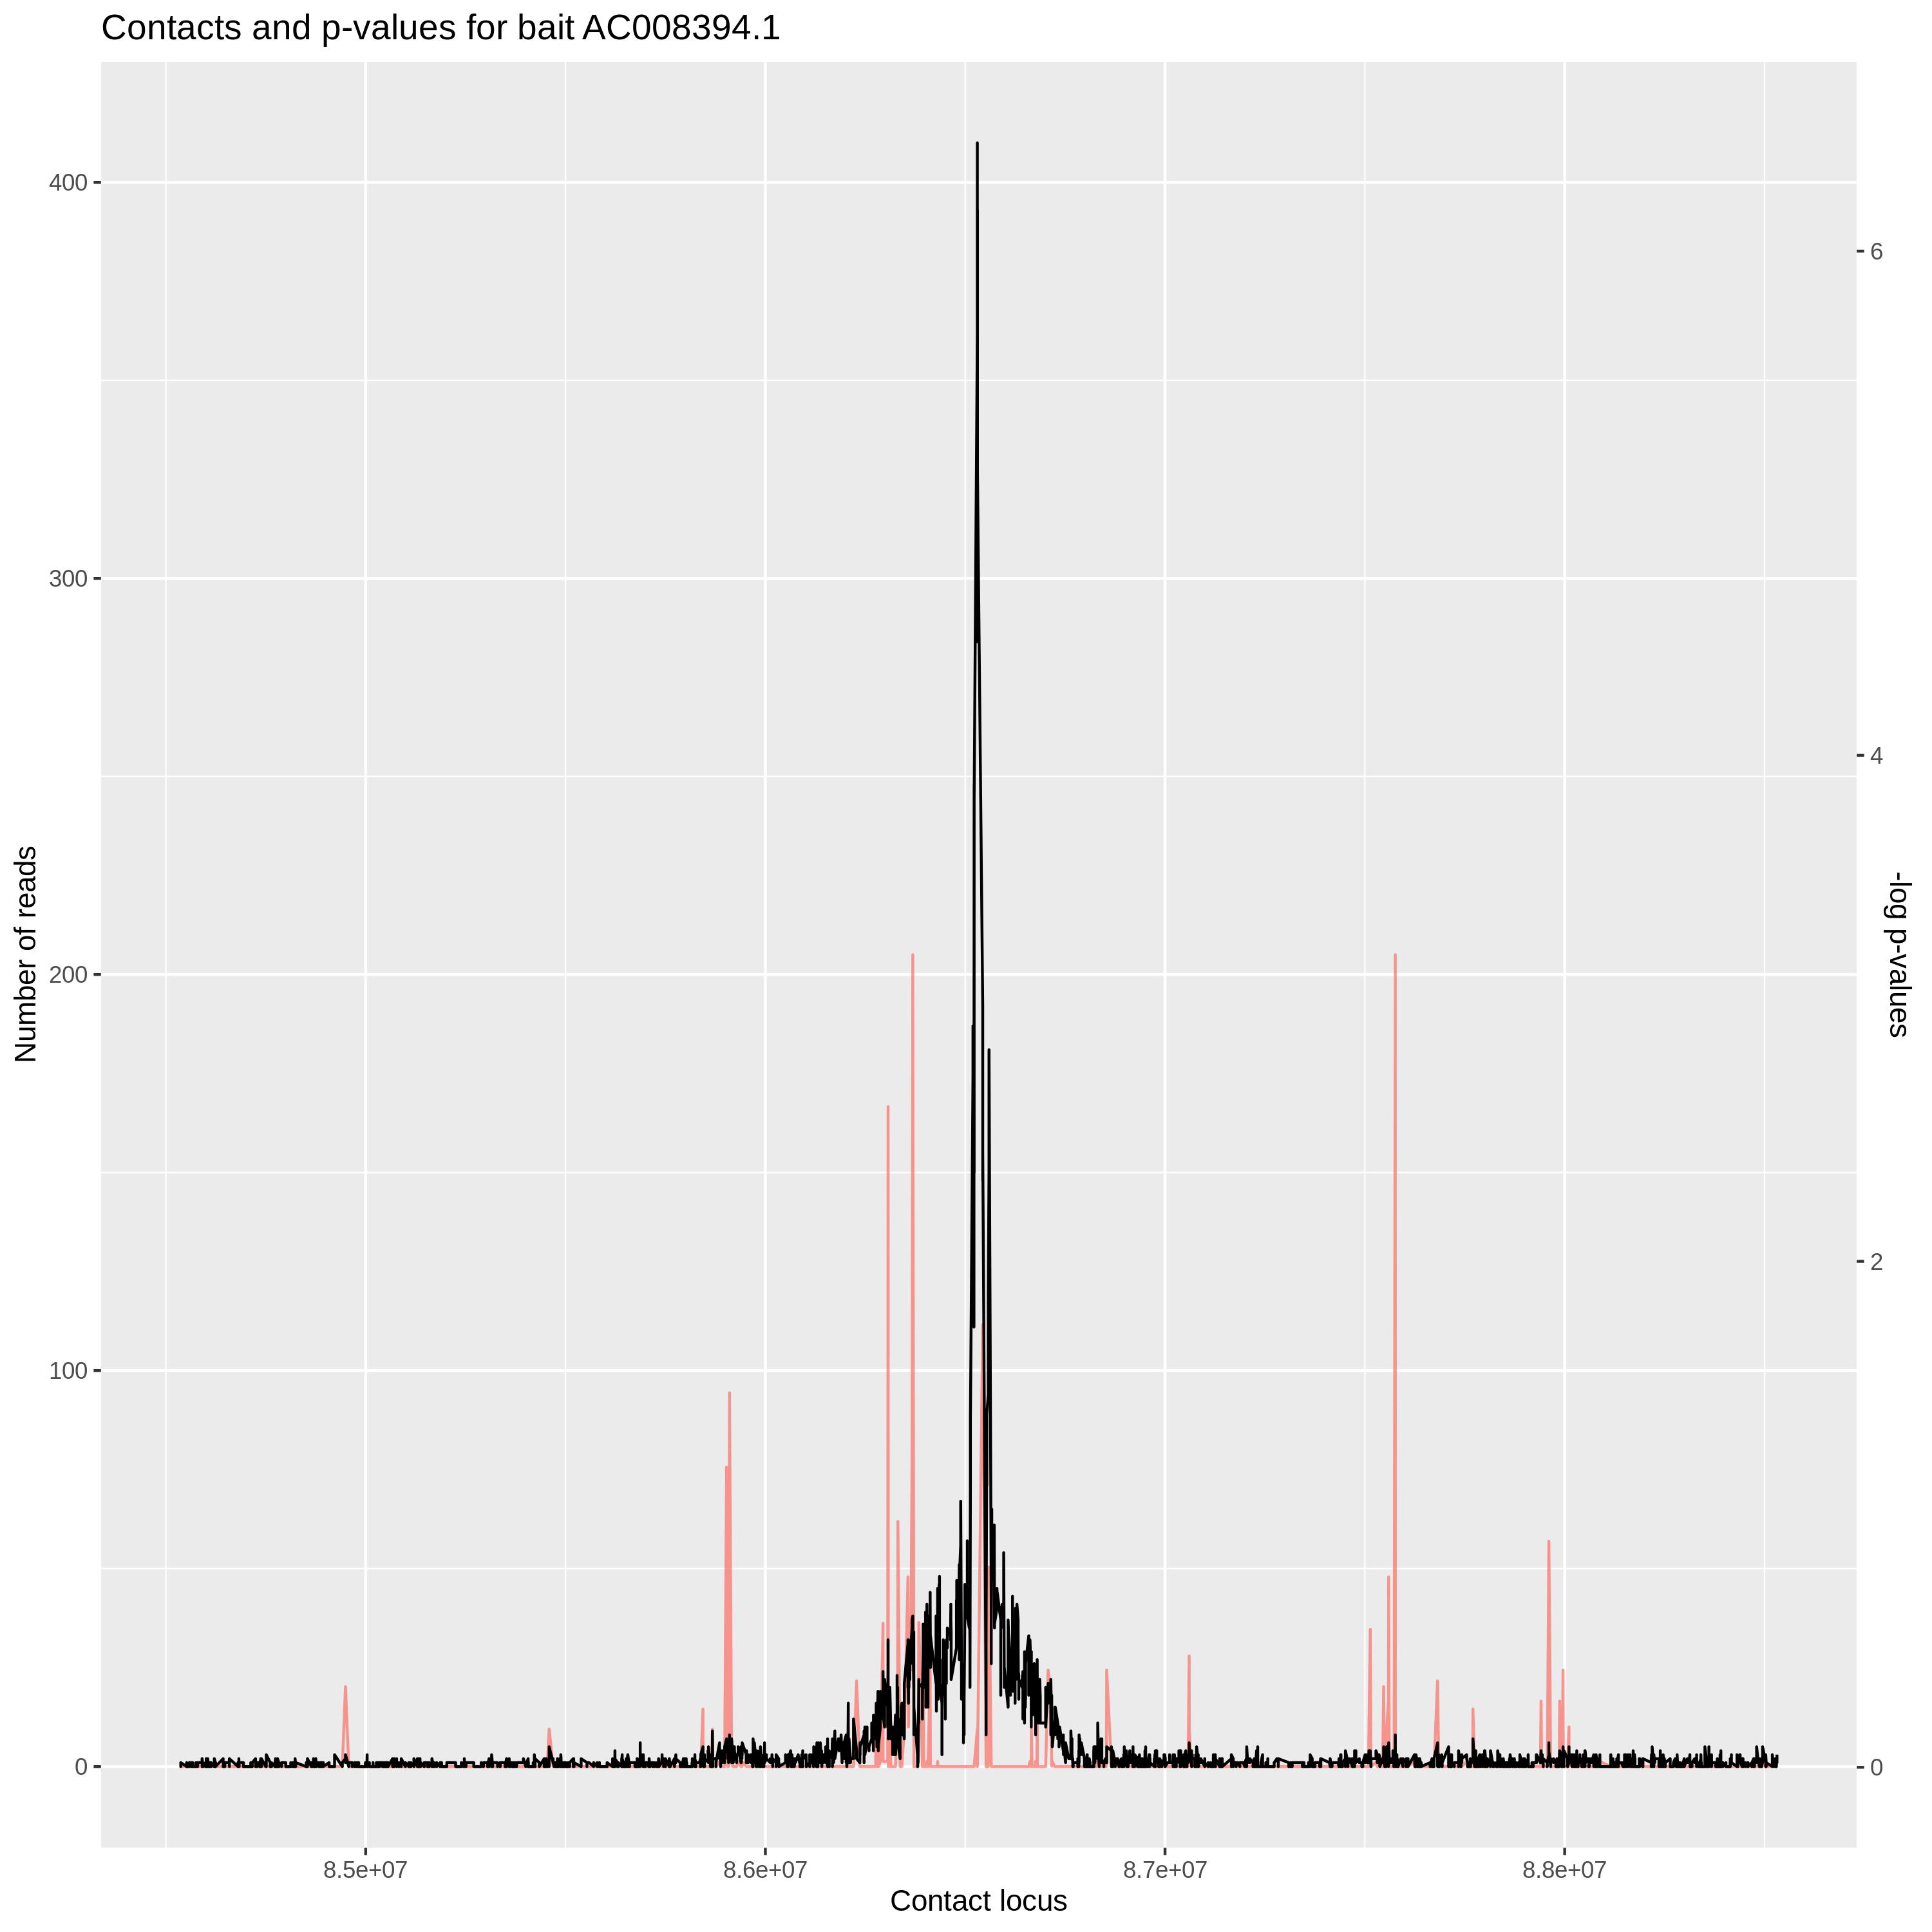 Contacts and p-values for bait AC008394.1
400
300
200
100
0
Number of reads
6
4
2
0
-log p-values
8.5e+07 8.6e+07 8.7e+07 8.8e+07
Contact locus